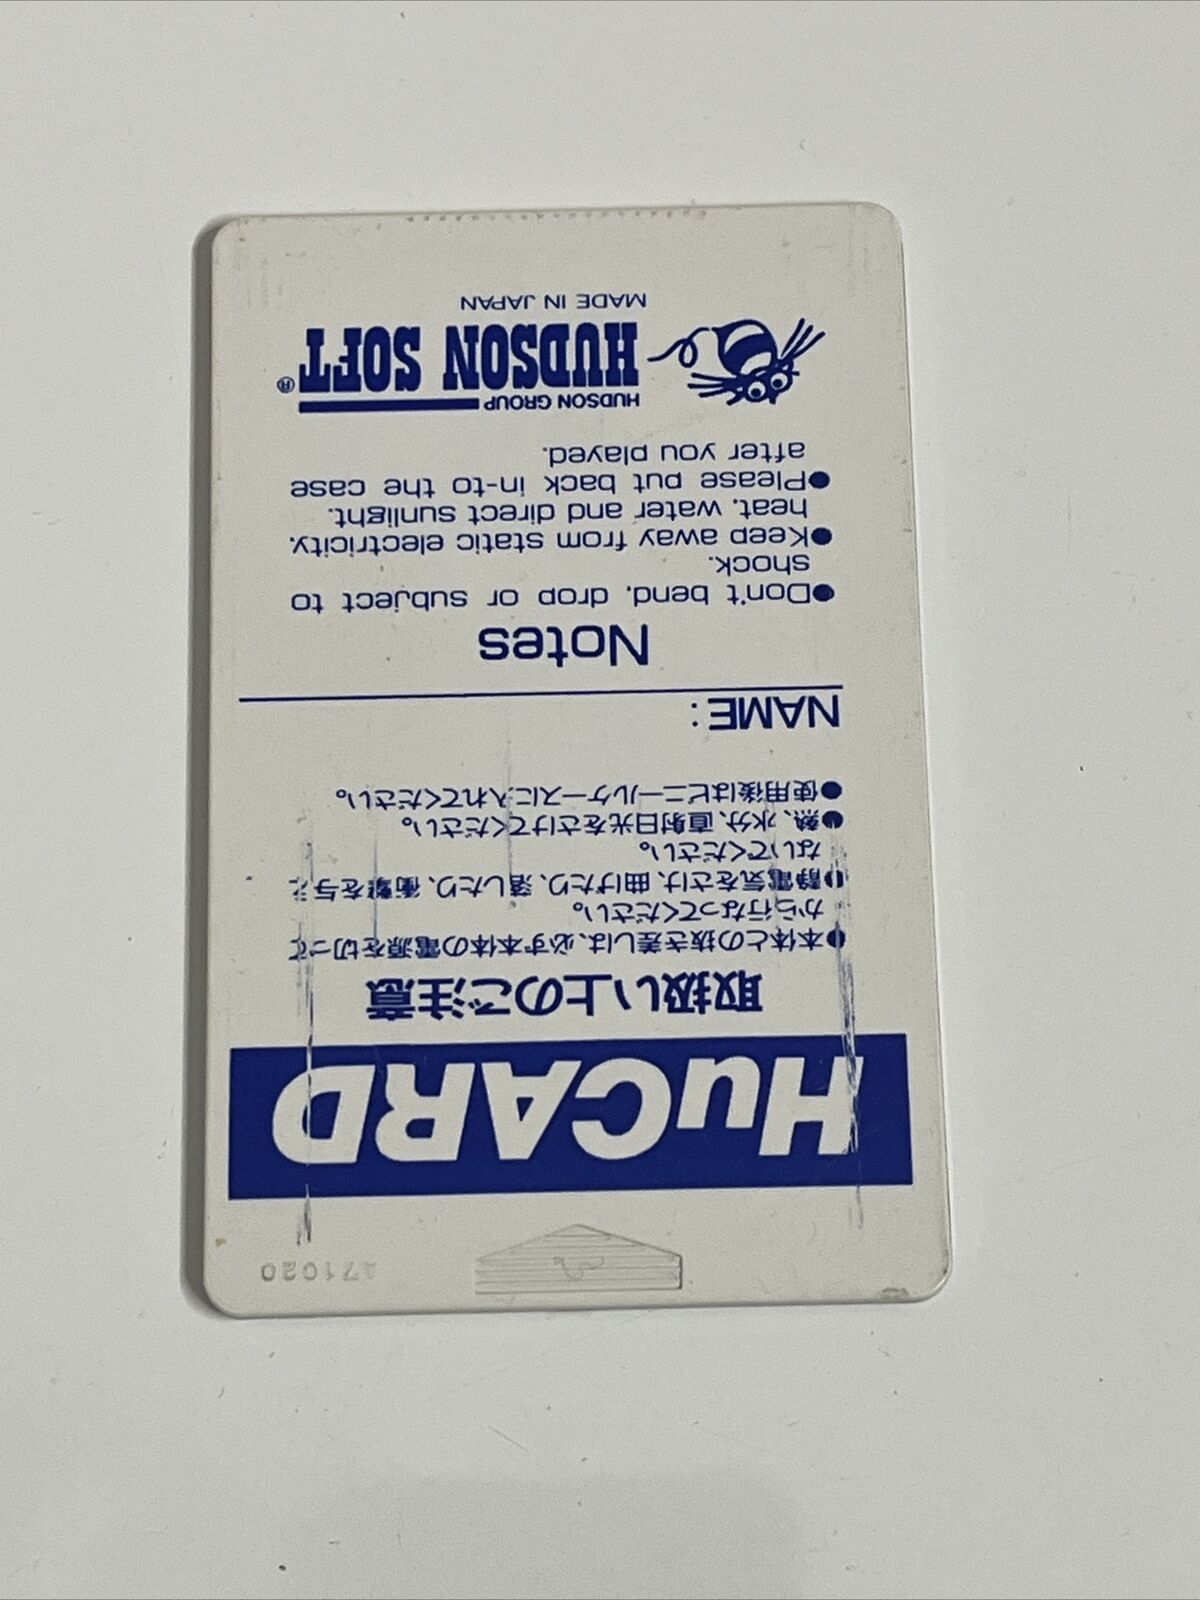 HuCARD
取扱い上のご注意
●本体との抜き差しは、必ず本体の電源を切って
から行なってください。
●静電気をさけ、曲げたり、落したり、衝撃を与え
ないでください。
●熱、水分、直射日光をさけてください。
●使用後はビニールケースに入れてください。
NAME:
Notes
●Don't bend, drop or subject to
shock.
●Keep away from static electricity,
heat, water and direct sunlight.
●Please put back in-to the case
after you played.
HUDSON GROUP
HUDSON SOFT®
MADE IN JAPAN